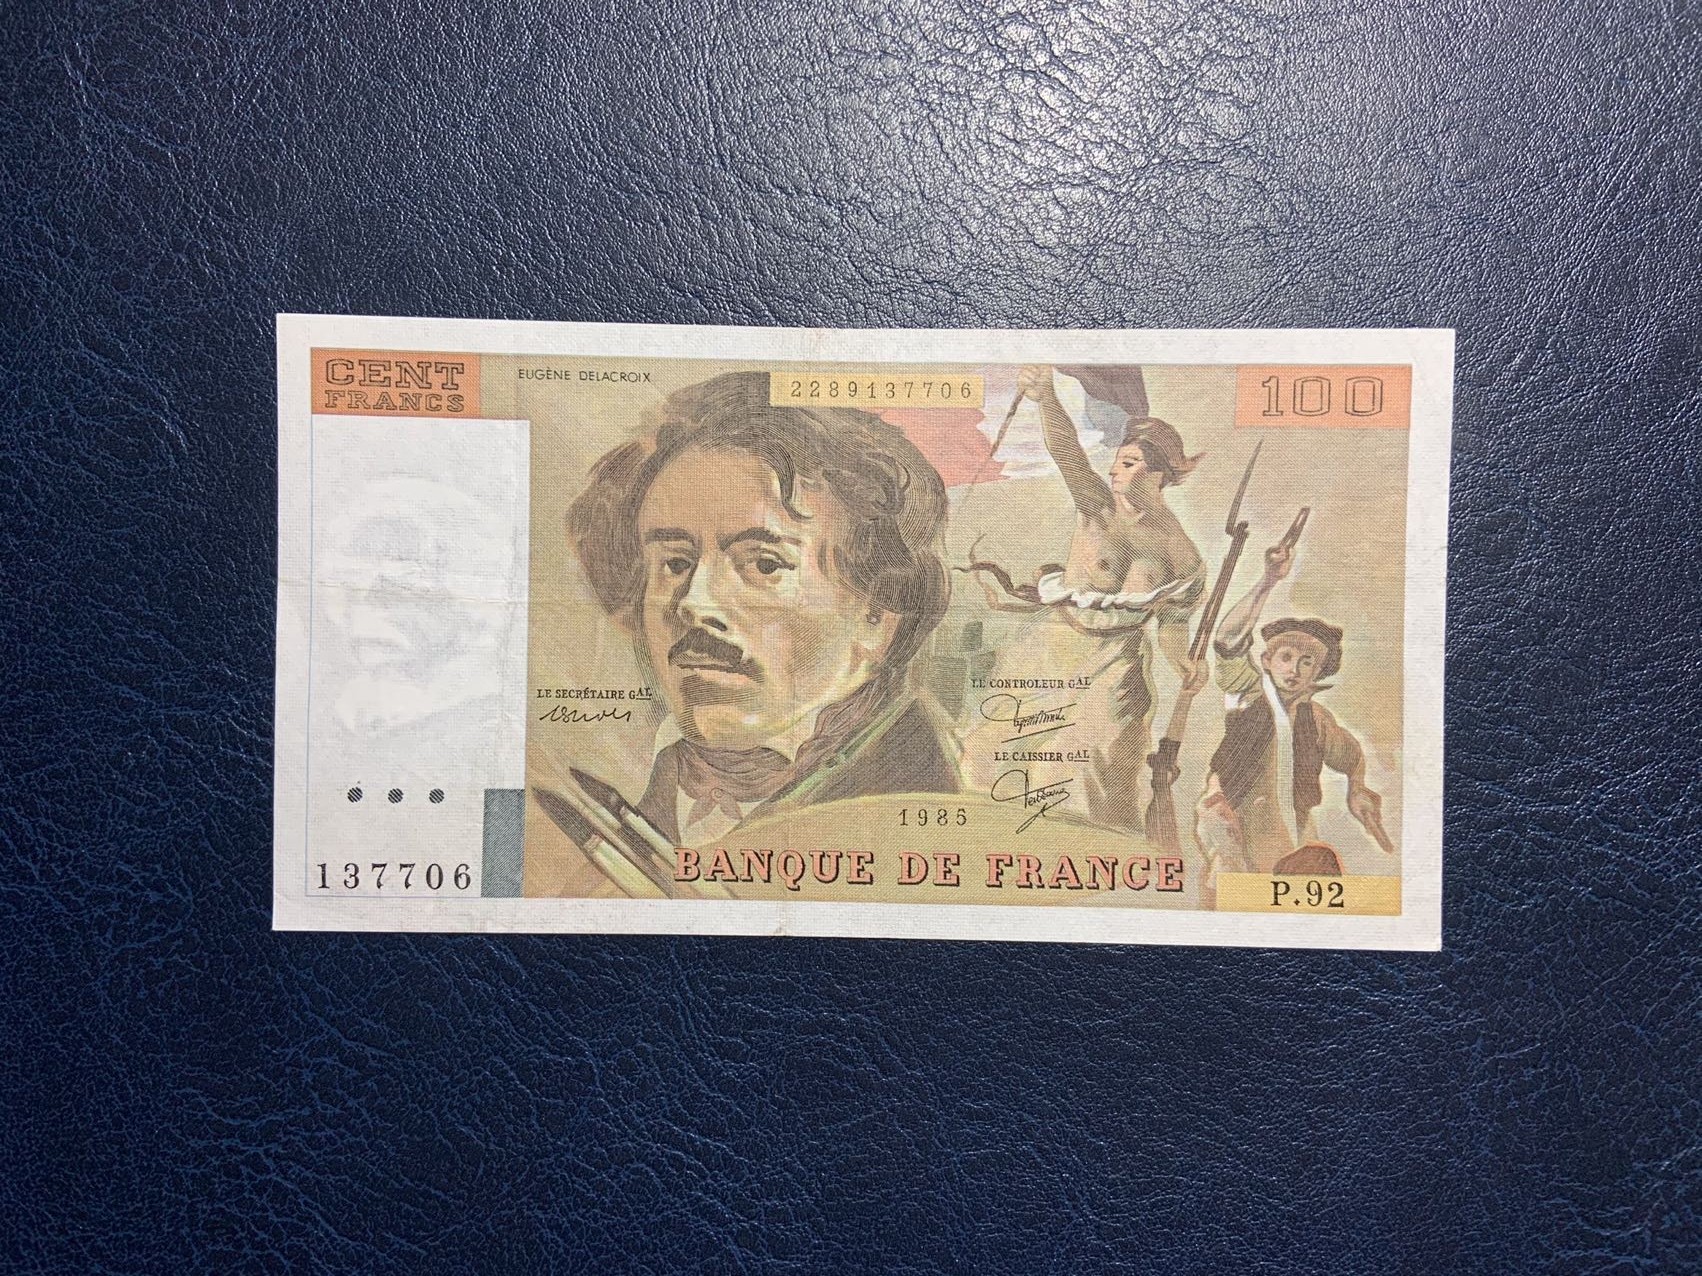 CENT
FRANCS
EUGÈNE DELACROIX
2289137706
100
LE SECRÉTAIRE GAL
LE CONTROLEUR GAL
LE CAISSIER GAL
1985
137706
BANQUE DE FRANCE
P.92